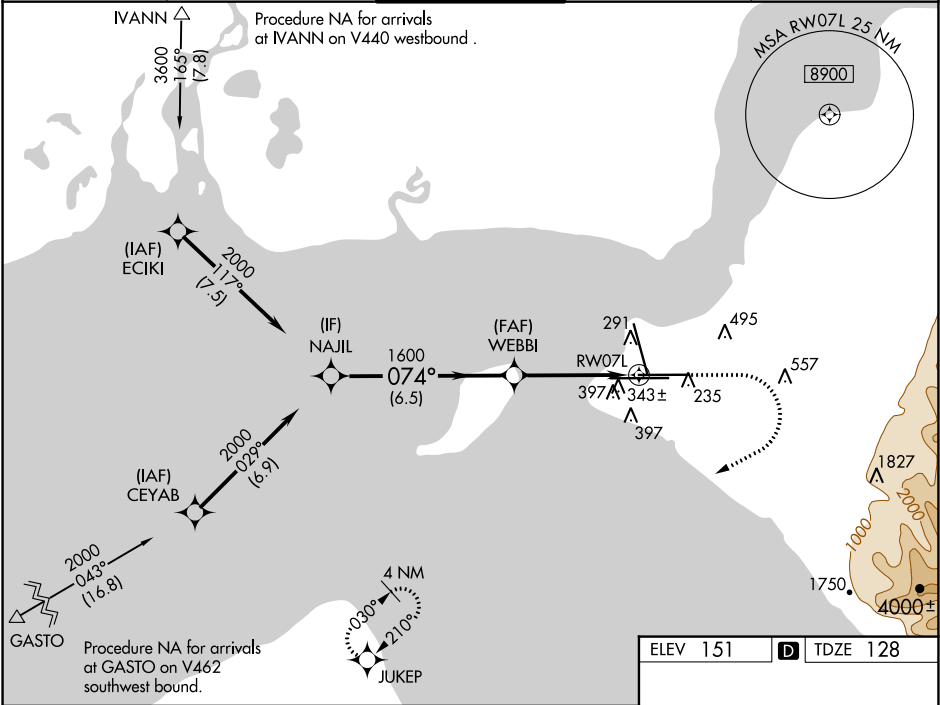 IVANN
Procedure NA for arrivals
at IVANN on V440 westbound .
3600
165°
(7.8)
MSA RW07L 25 NM
8900
(IAF)
ECIKI
2000
117°
(7.5)
(IF)
NAJIL
1600
074°
(6.5)
(FAF)
WEBBI
291
495
RW07L
557
397
343±
235
397
2000
029°
(6.9)
(IAF)
CEYAB
1827
2000
1000
2000
043°
(16.8)
GASTO
4 NM
030°
210°
JUKEP
1750
4000±
Procedure NA for arrivals
at GASTO on V462
southwest bound.
ELEV 151 D TDZE 128